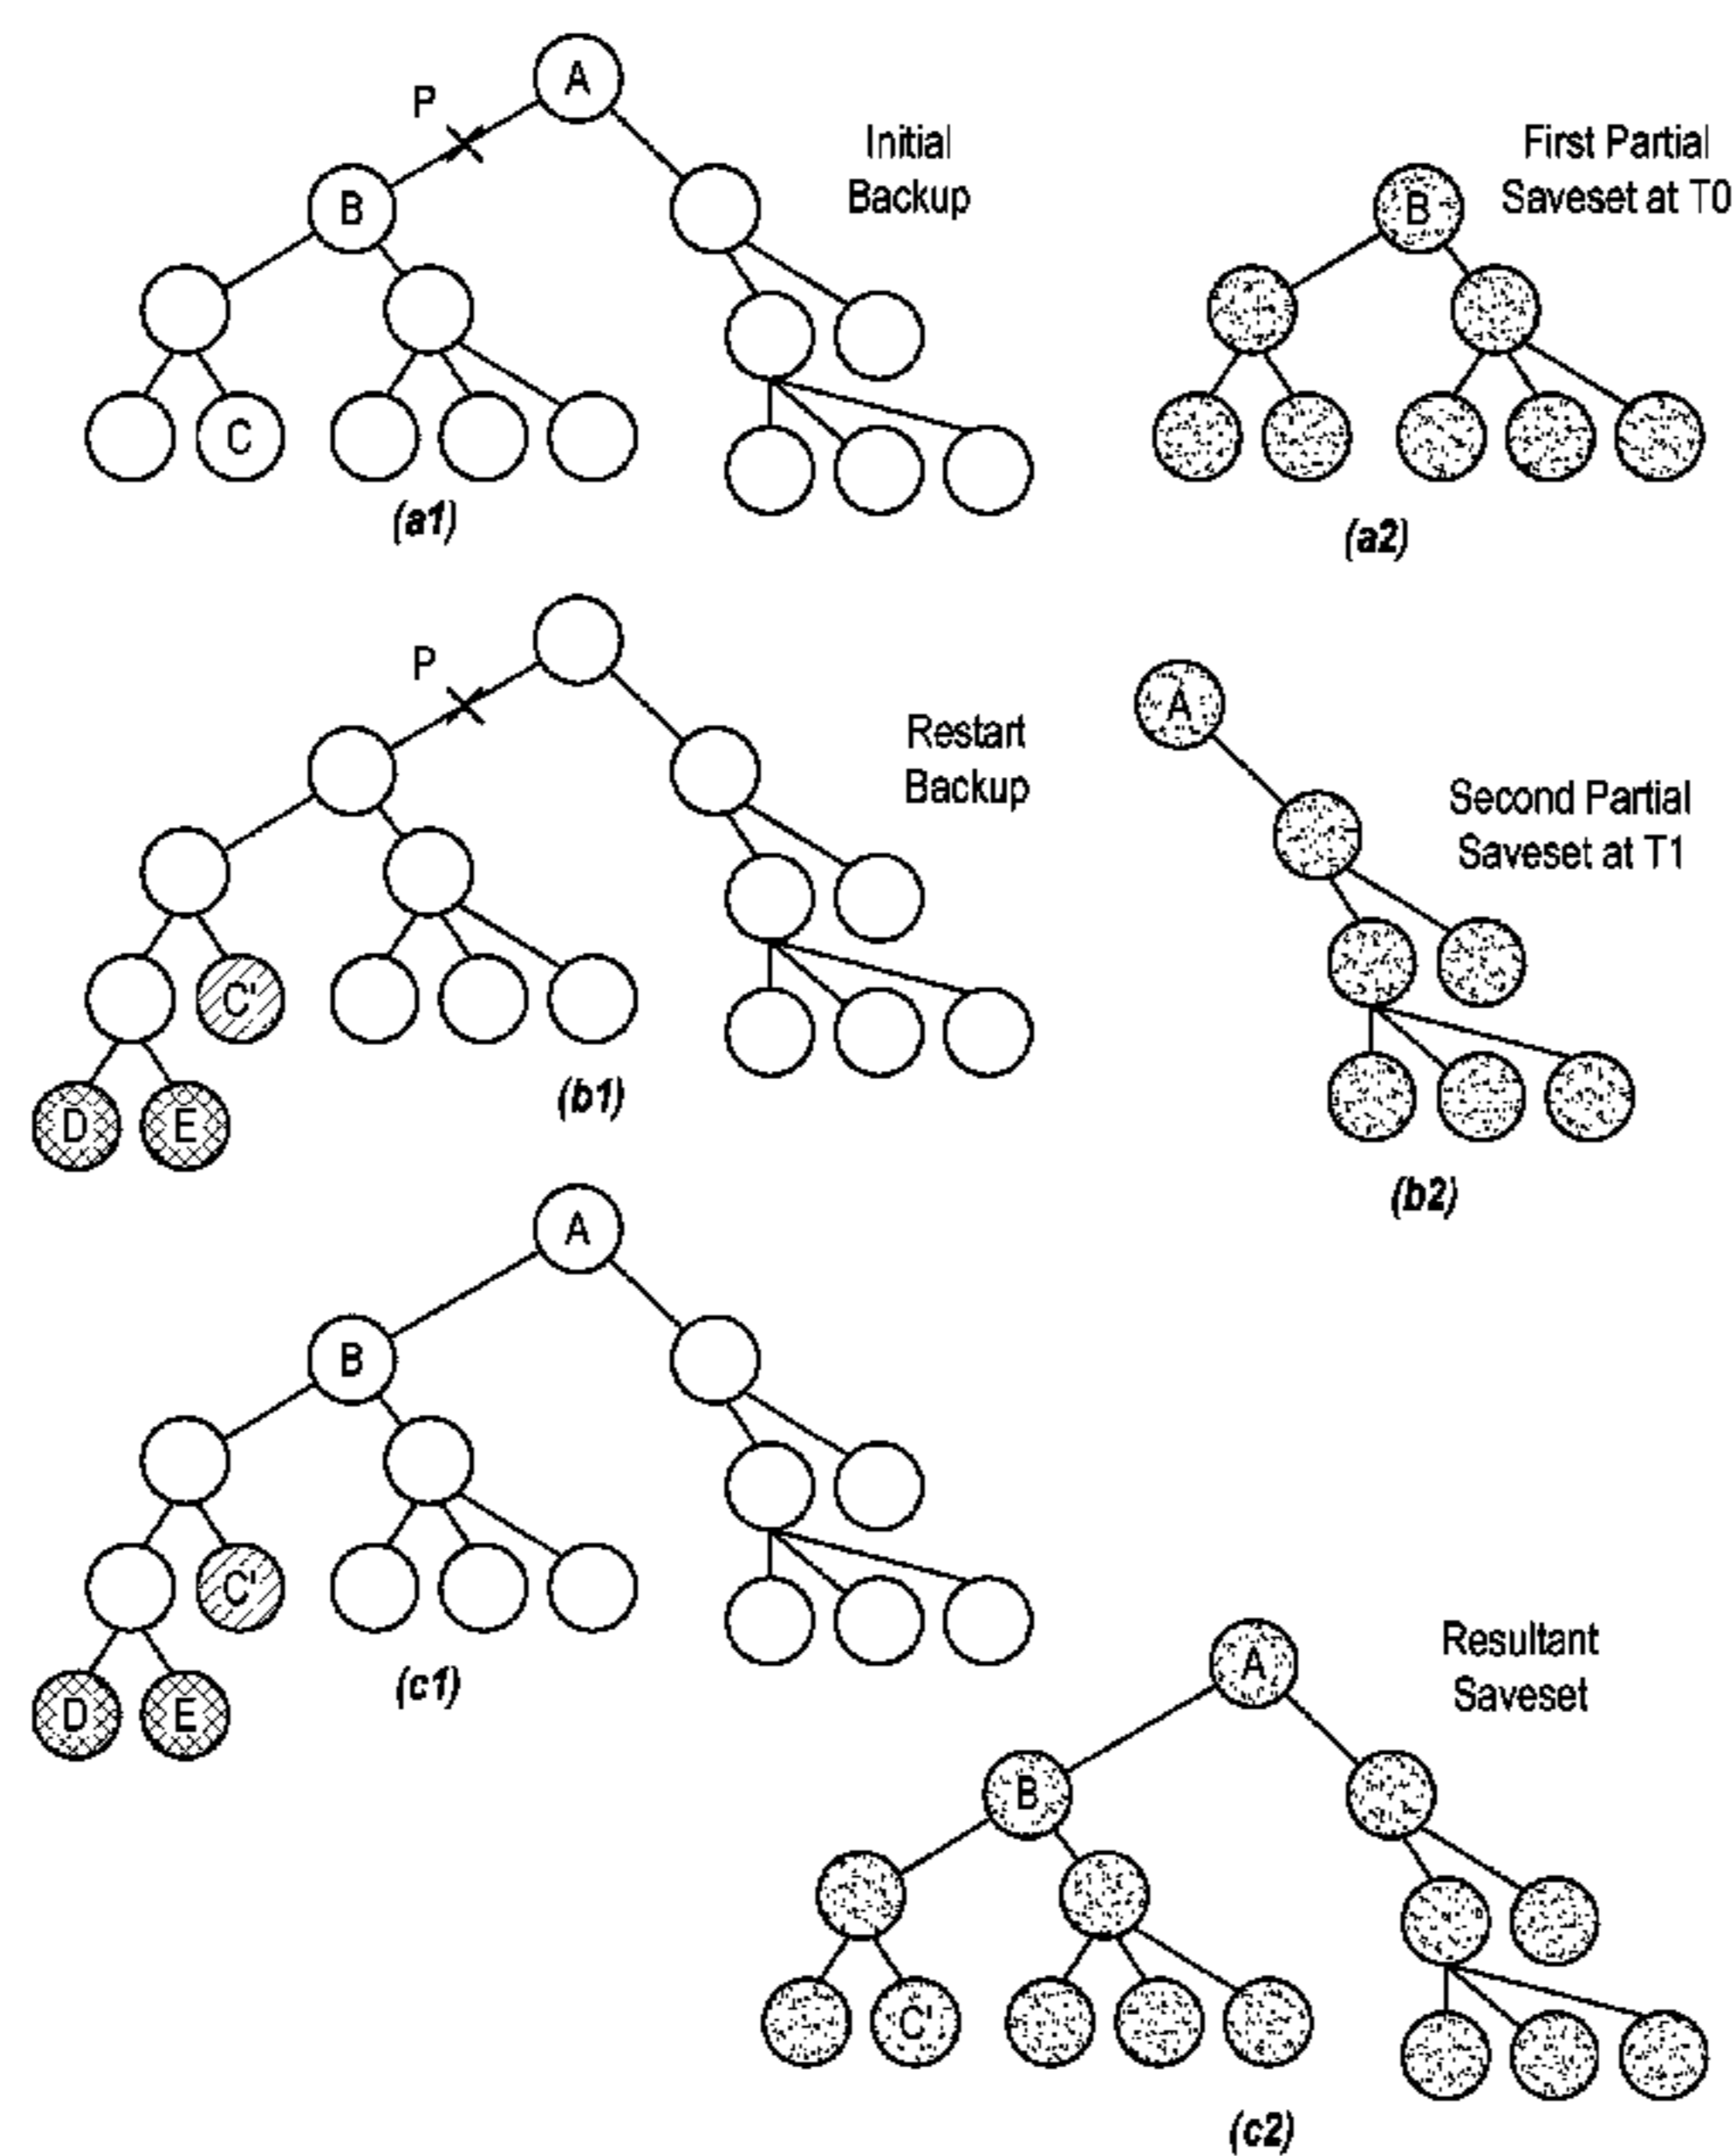 A
P
Initial
Backup
First Partial
Saveset at T0
B
B
C
(a1)
(a2)
P
Restart
Backup
A
Second Partial
Saveset at T1
C'
D
E
(b1)
(b2)
A
B
C'
D
E
(c1)
A
Resultant
Saveset
B
C'
(c2)